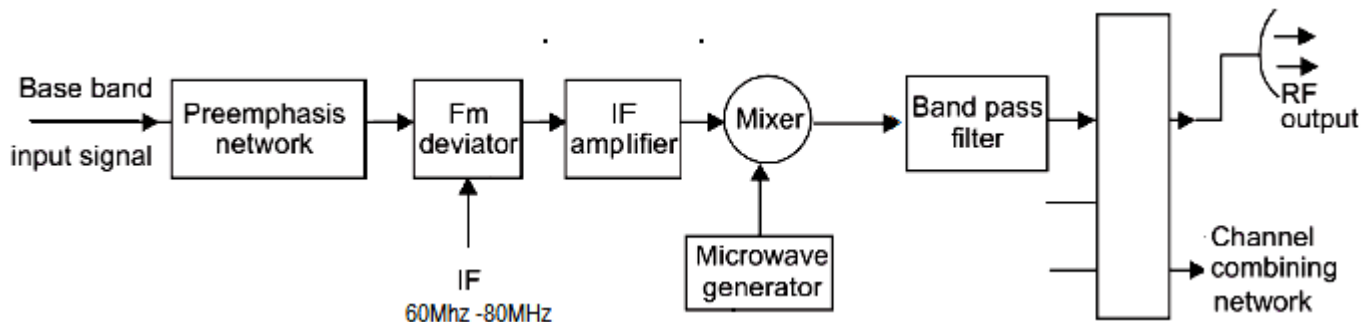 Base band
input signal
Preemphasis
network
Fm
deviator
IF
60Mhz -80MHz
IF
amplifier
Mixer
Microwave
generator
Band pass
filter
RF
output
Channel
combining
network